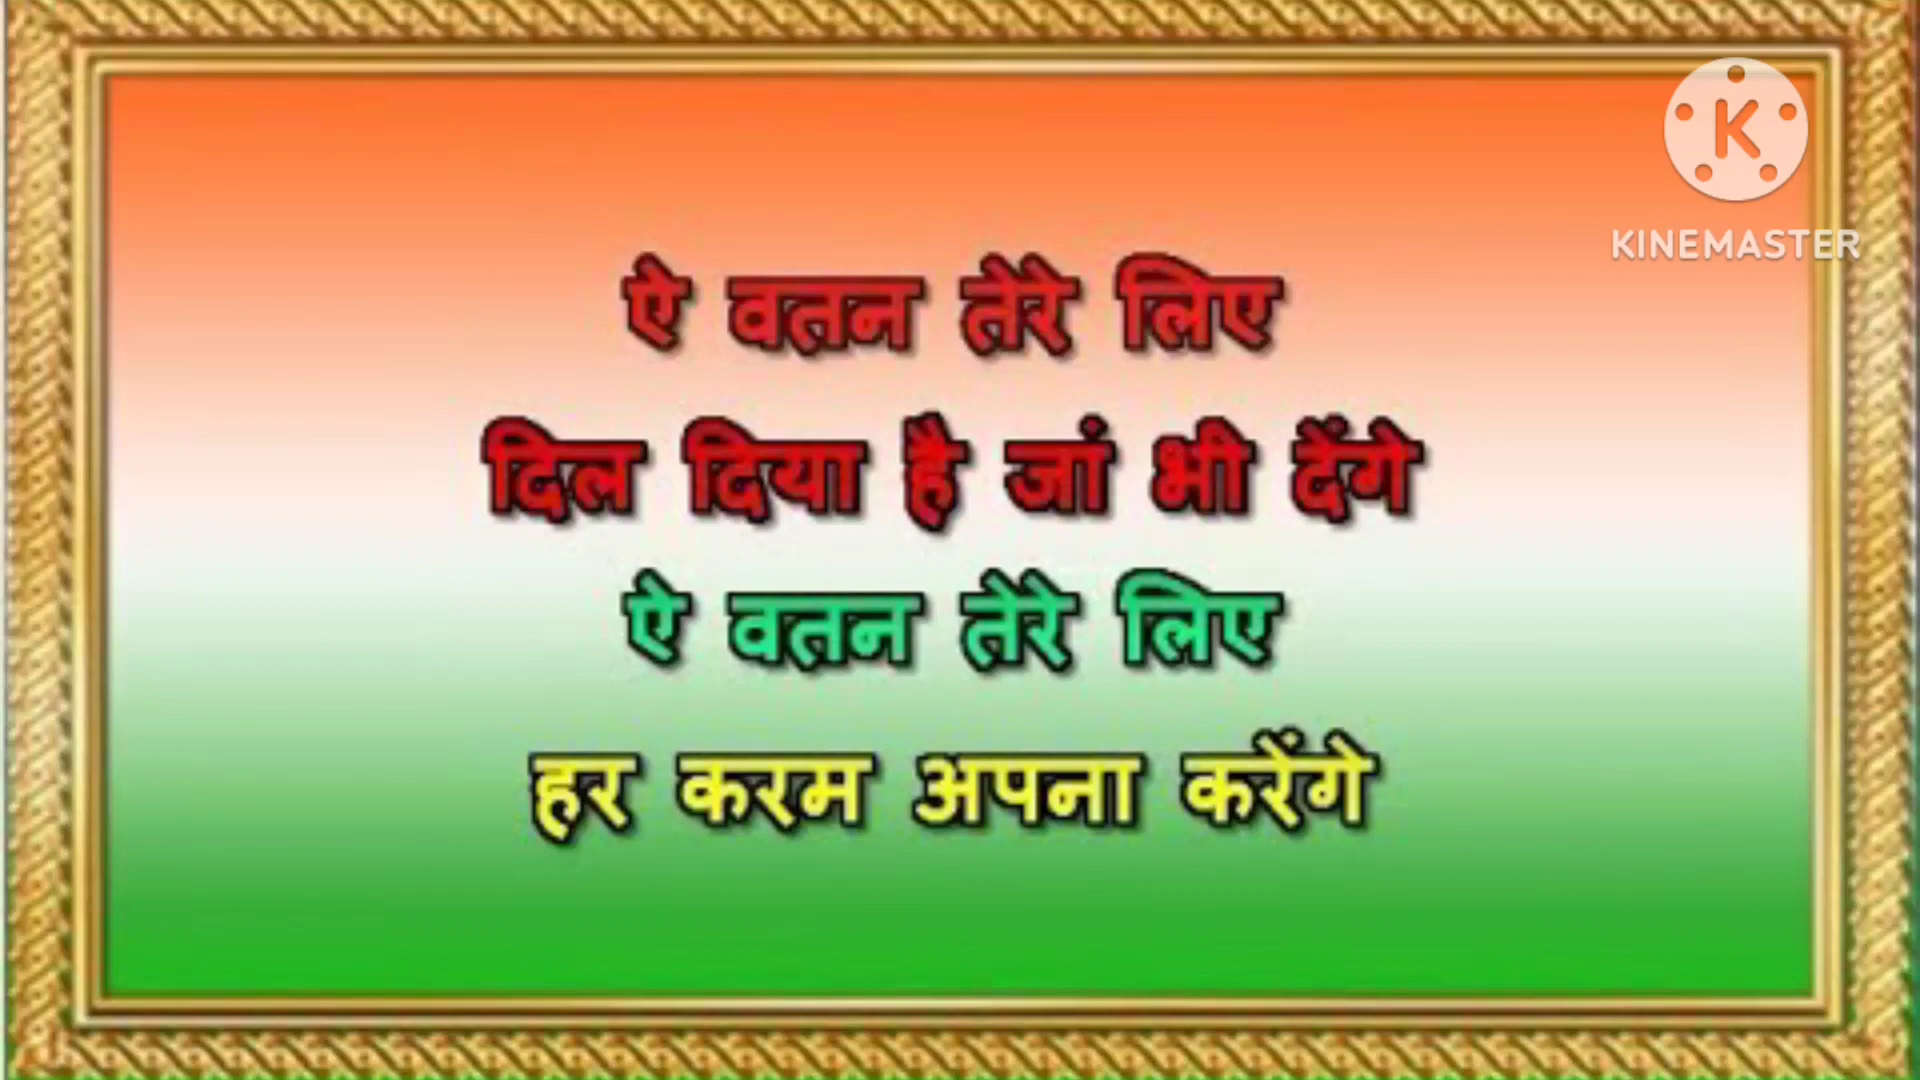 K
KINEMASTER
ऐ वतन तेरे लिए
दिल दिया है जां भी देंगे
ऐ वतन तेरे लिए
हर करम अपना करेंगे